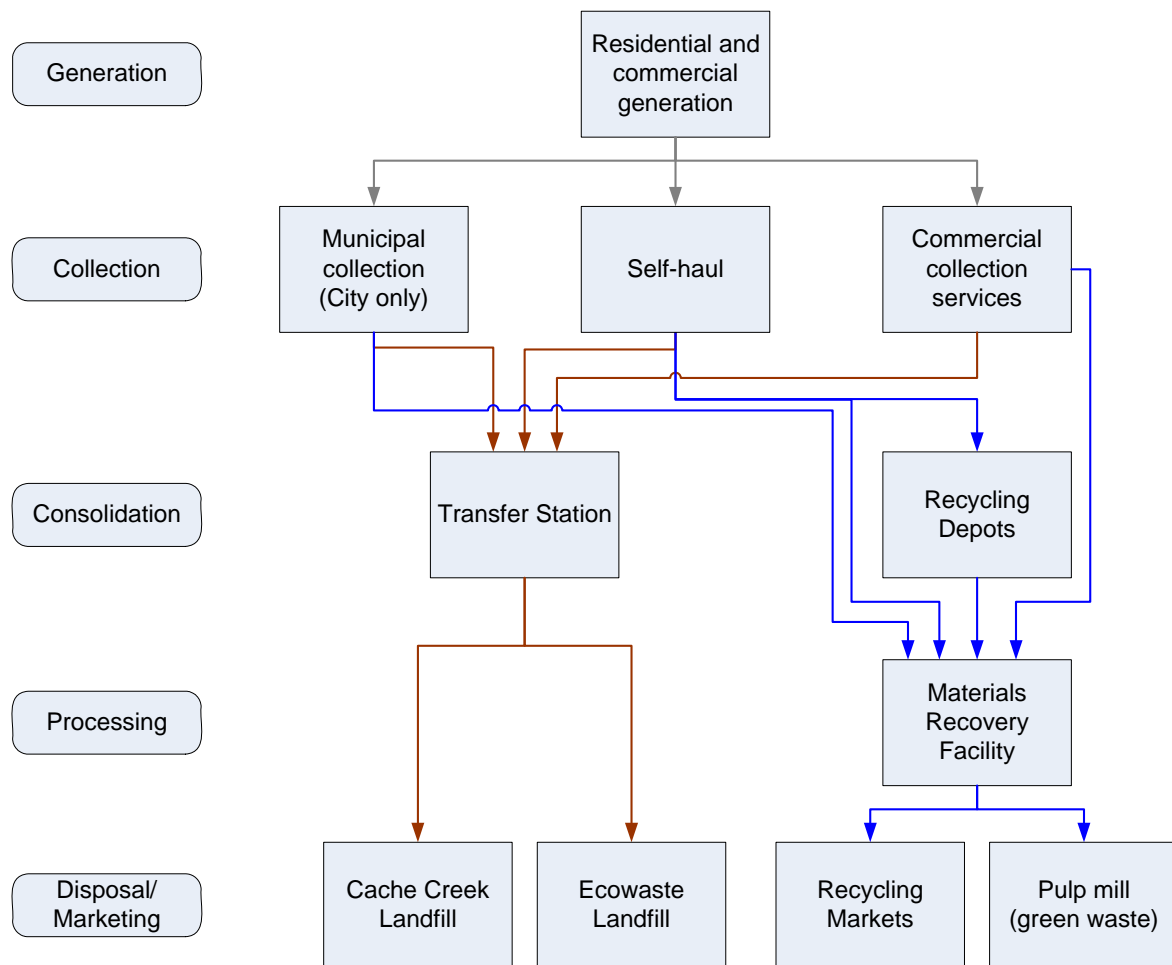 Generation
Residential and
commercial
generation
Collection
Municipal
collection
(City only)
Self-haul
Commercial
collection
services
Consolidation
Transfer Station
Recycling
Depots
Processing
Materials
Recovery
Facility
Disposal/
Marketing
Cache Creek
Landfill
Ecowaste
Landfill
Recycling
Markets
Pulp mill
(green waste)